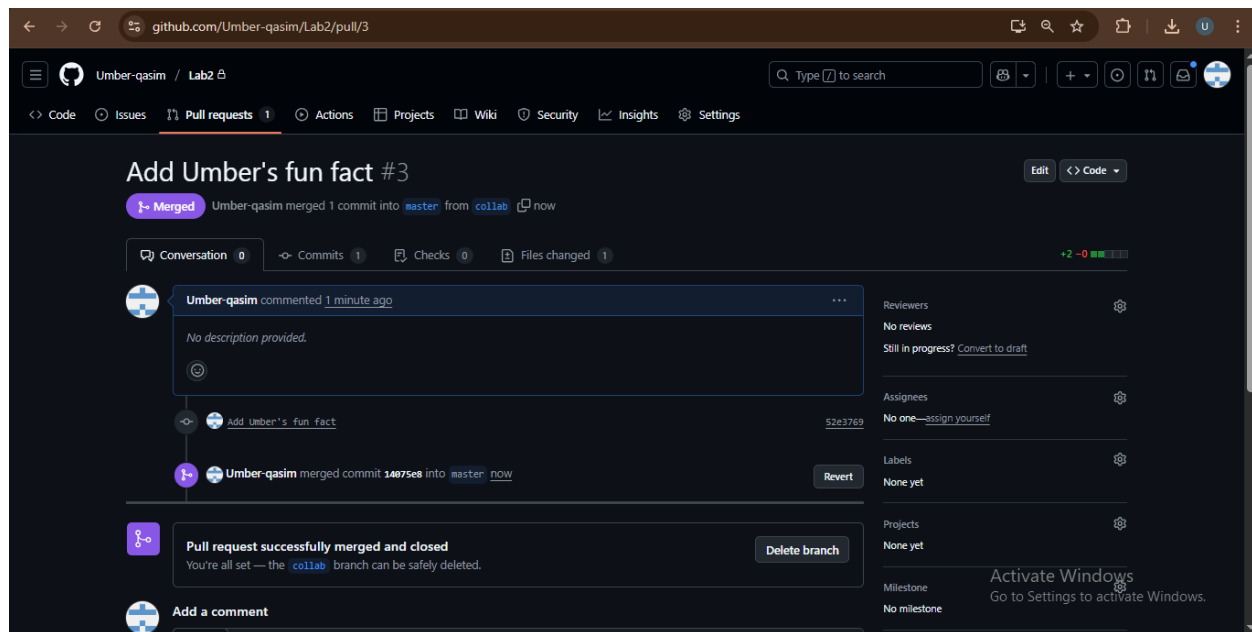 github.com/Umber-qasim/Lab2/pull/3
U
Umber-qasim / Lab2
Type / to search
Code Issues Pull requests 1 Actions Projects Wiki Security Insights Settings
Add Umber's fun fact #3
Edit <> Code
Merged Umber-qasim merged 1 commit into master from collab now
Conversation 0 Commits 1 Checks 0 Files changed 1
+2 −0
Umber-qasim commented 1 minute ago
No description provided.
Reviewers
No reviews
Still in progress? Convert to draft
Add Umber's fun fact 52e3769
Assignees
No one—assign yourself
Umber-qasim merged commit 14075e8 into master now
Revert
Labels
None yet
Pull request successfully merged and closed
You're all set — the collab branch can be safely deleted.
Delete branch
Projects
None yet
Milestone
No milestone
Add a comment
Activate Windows
Go to Settings to activate Windows.